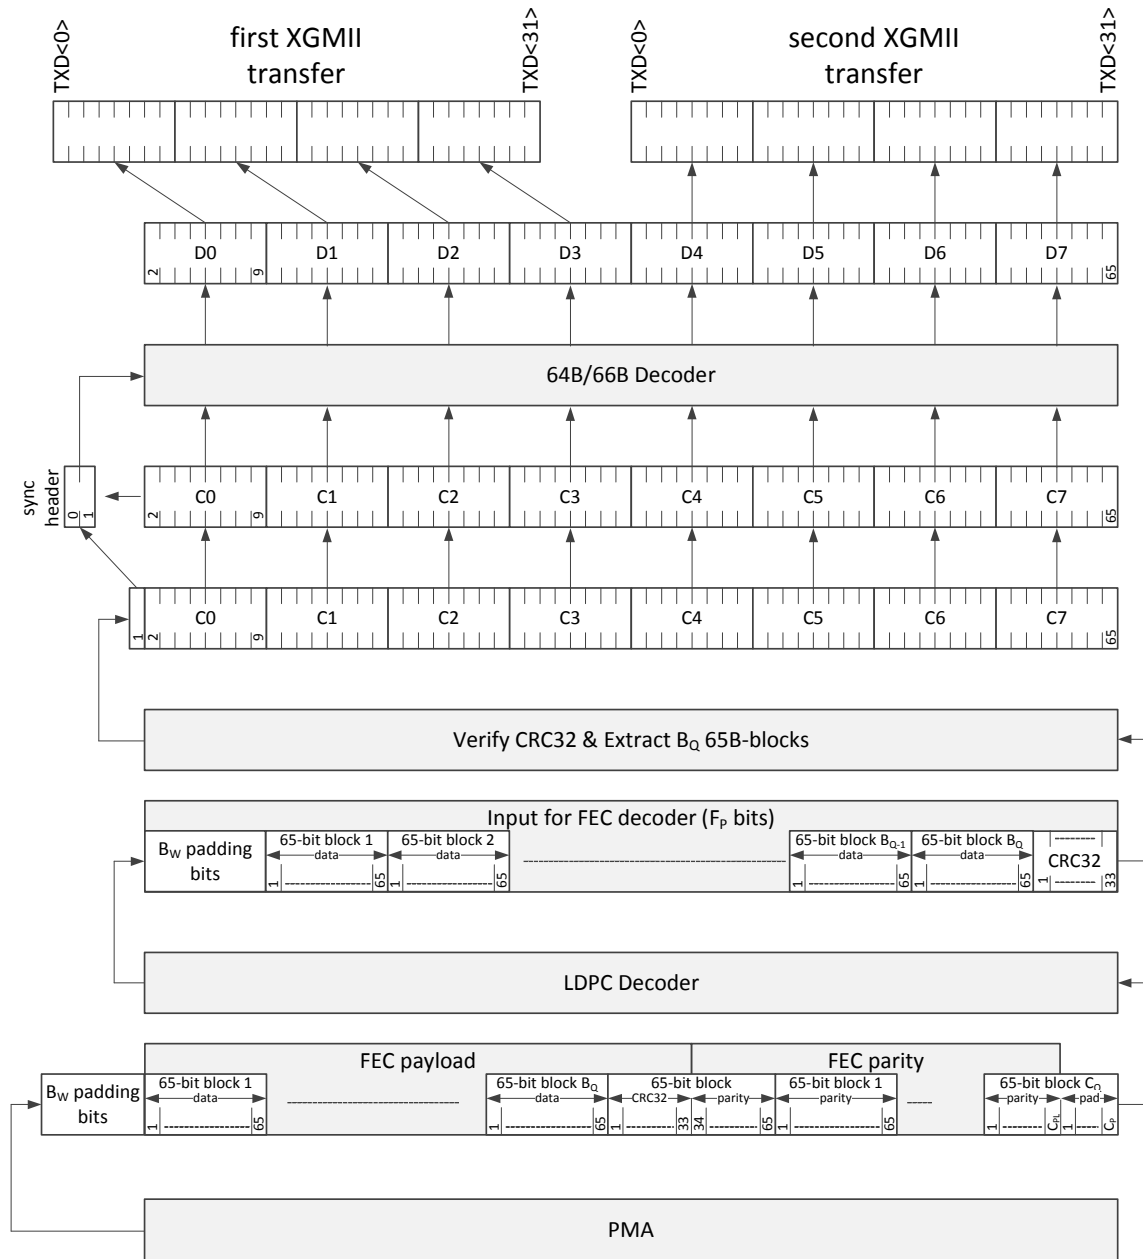 first XGMII
transfer
second XGMII
transfer
TXD<0>
TXD<31>
TXD<0>
TXD<31>
D0 D1 D2 D3 D4 D5 D6 D7
2 9 65
64B/66B Decoder
sync
header
0 1
C0 C1 C2 C3 C4 C5 C6 C7
2 9 65
C0 C1 C2 C3 C4 C5 C6 C7
1 2 9 65
Verify CRC32 & Extract BQ 65B-blocks
Input for FEC decoder (FP bits)
BW padding
bits
65-bit block 1
data
1 65
65-bit block 2
data
1 65
65-bit block BQ-1
data
1 65
65-bit block BQ
data
1 65
CRC32
1 33
LDPC Decoder
FEC payload
FEC parity
BW padding
bits
65-bit block 1
data
1 65
65-bit block BQ
data
1 65
65-bit block
CRC32 parity
1 33 34 65
65-bit block 1
parity
1 65
65-bit block CQ
parity pad
1 CPL 1 CP
PMA